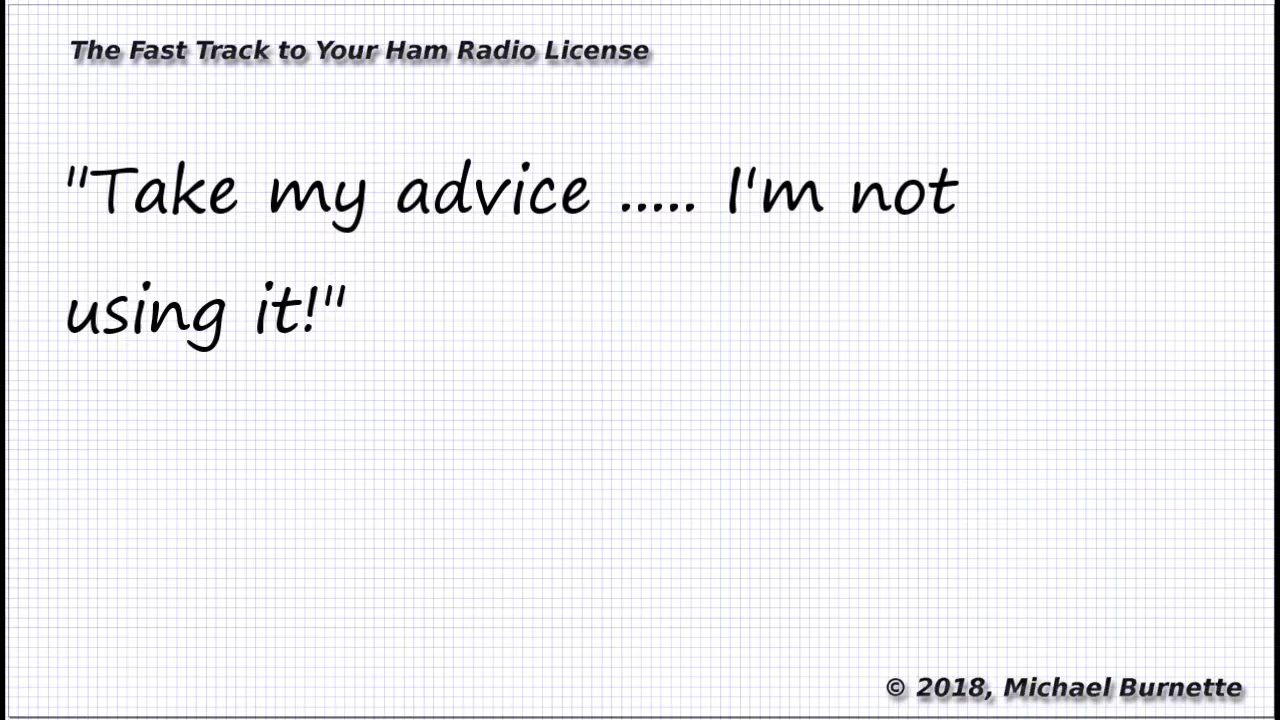 The Fast Track to Your Ham Radio License
"Take my advice ..... I'm not
using it!"
© 2018, Michael Burnette